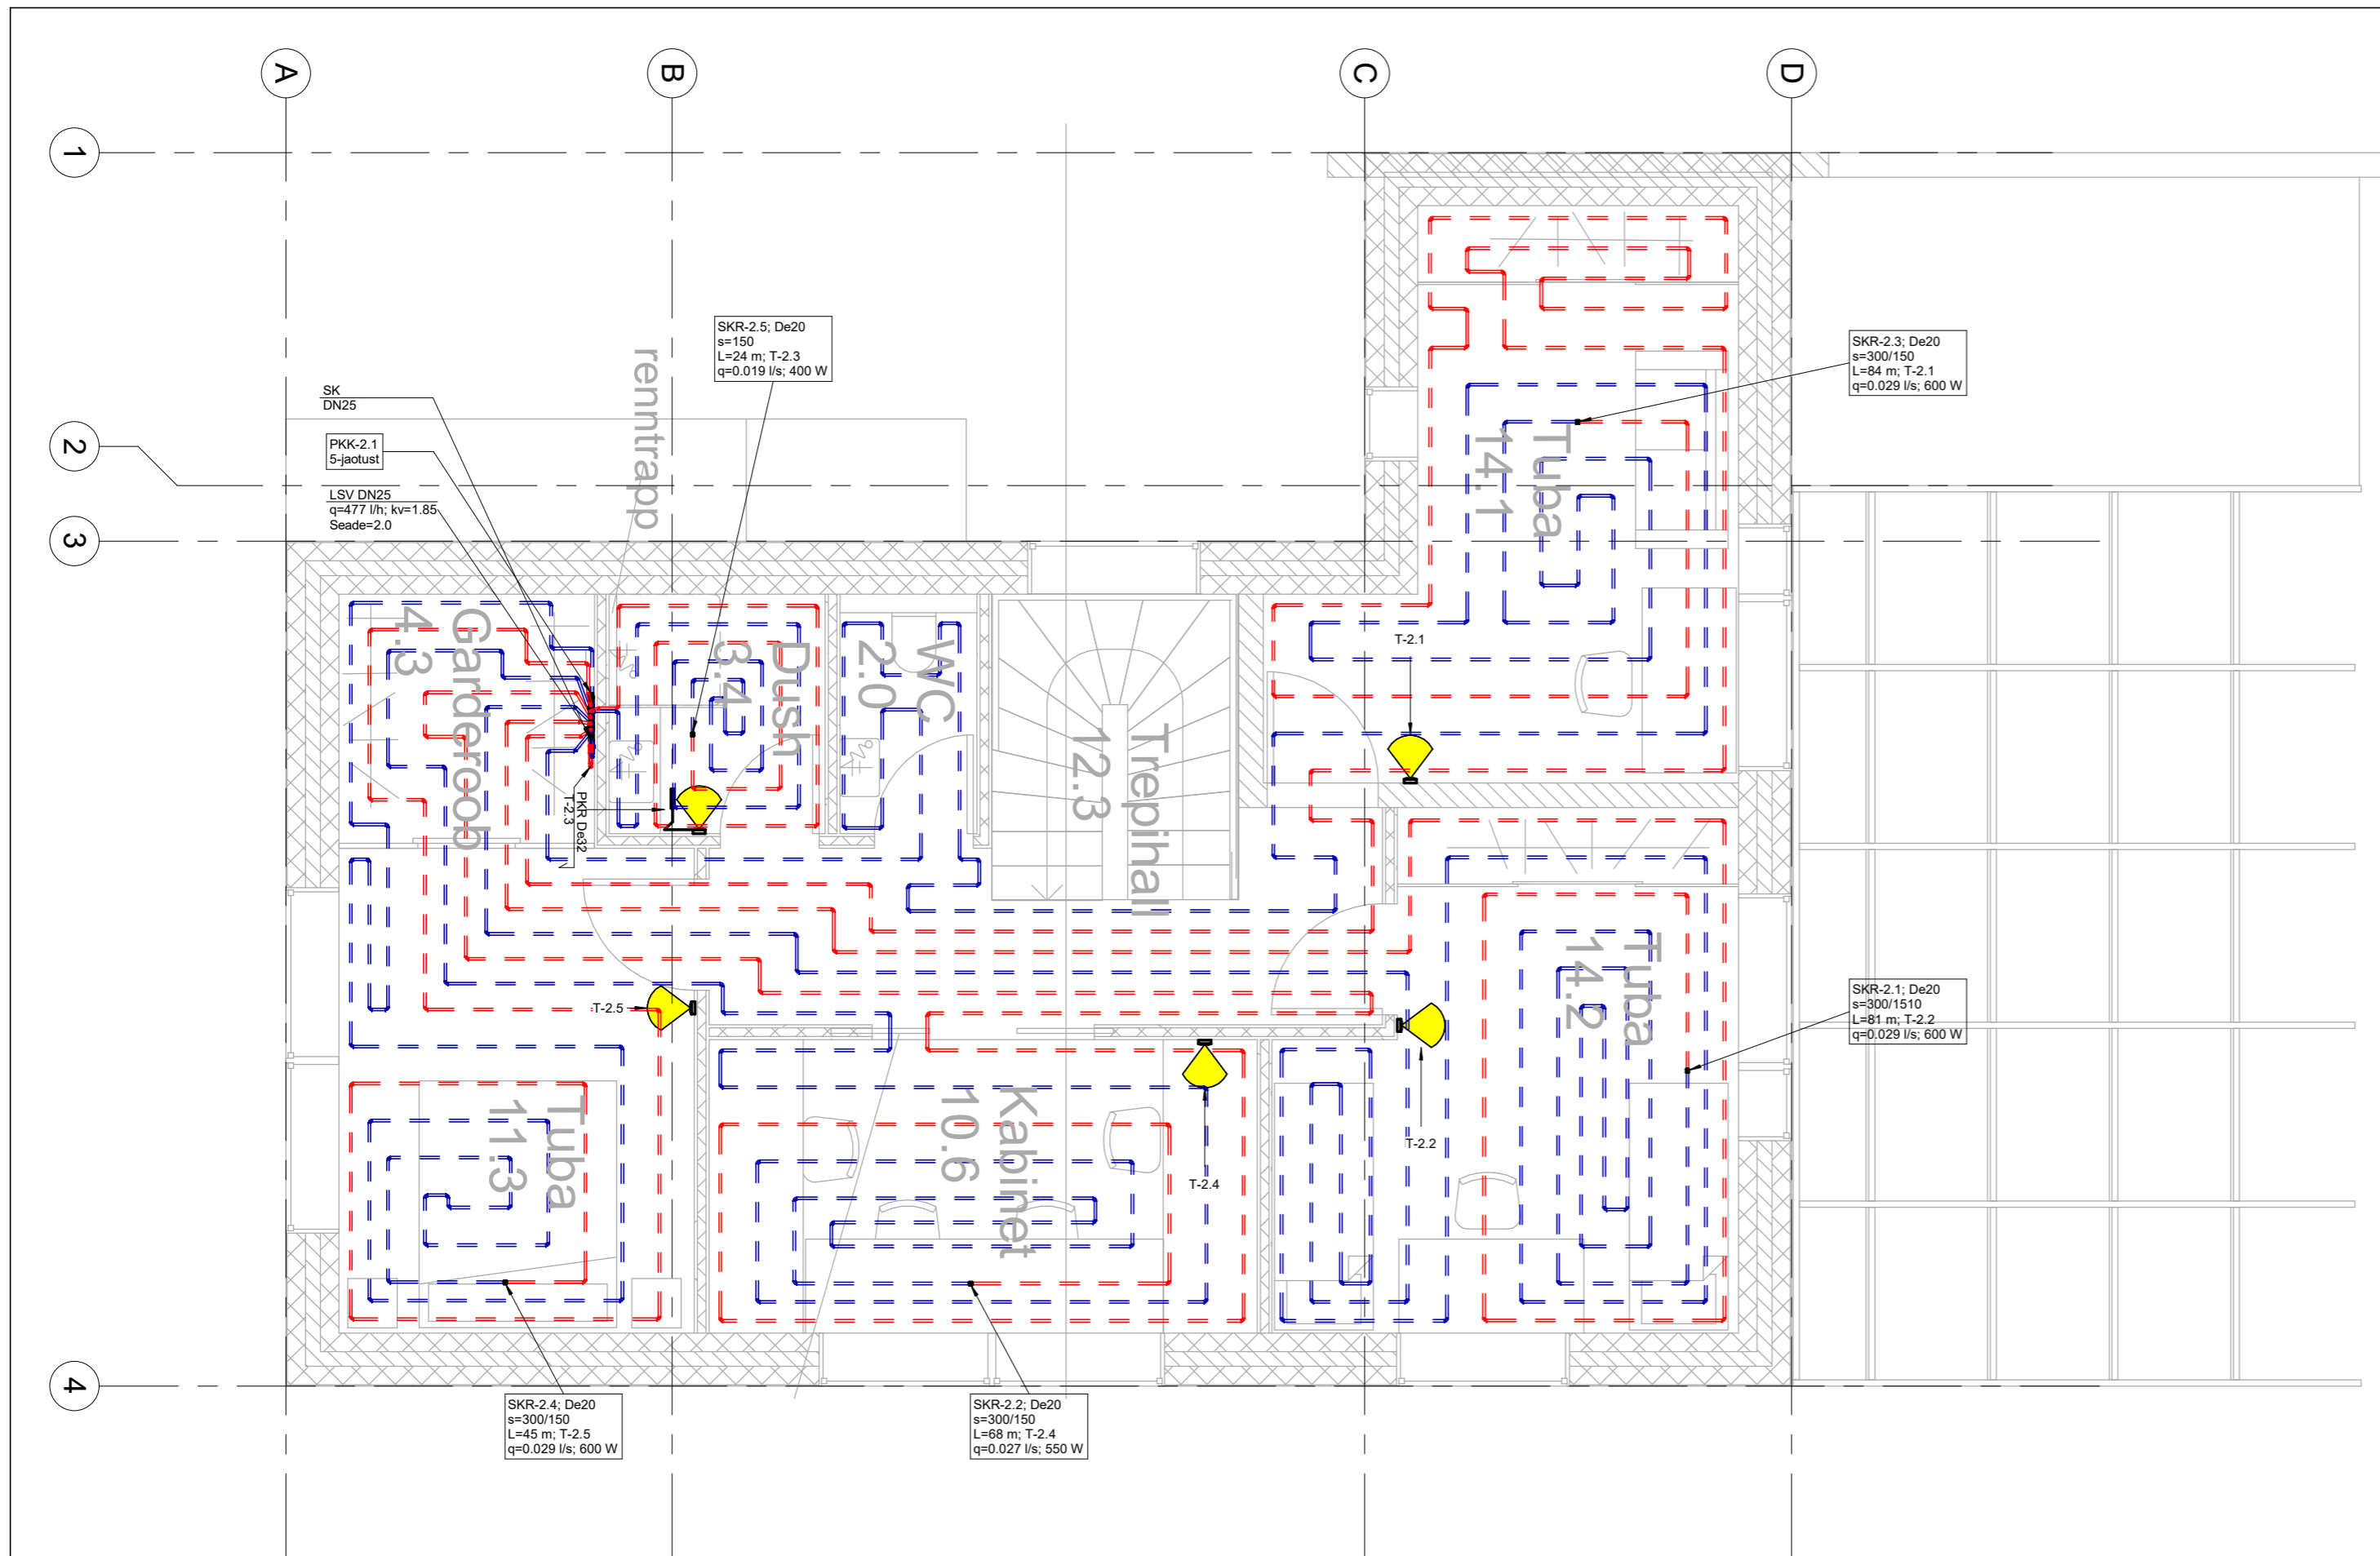 A
B
C
D
1
2
3
4
SKR-2.5; De20
s=150
L=24 m; T-2.3
q=0.019 l/s; 400 W
SKR-2.3; De20
s=300/150
L=84 m; T-2.1
q=0.029 l/s; 600 W
SK
DN25
PKK-2.1
5-jaotust
LSV DN25
q=477 l/h; kv=1.85
Seade=2.0
renntrapp
Tuba
14.1
Garderoob
4.3
Dush
3.4
WC
2.0
Trepihall
12.3
T-2.1
PKR De32
T-2.3
T-2.5
T-2.2
T-2.4
Tuba
14.2
Tuba
11.3
Kabinet
10.6
SKR-2.1; De20
s=300/1510
L=81 m; T-2.2
q=0.029 l/s; 600 W
SKR-2.4; De20
s=300/150
L=45 m; T-2.5
q=0.029 l/s; 600 W
SKR-2.2; De20
s=300/150
L=68 m; T-2.4
q=0.027 l/s; 550 W